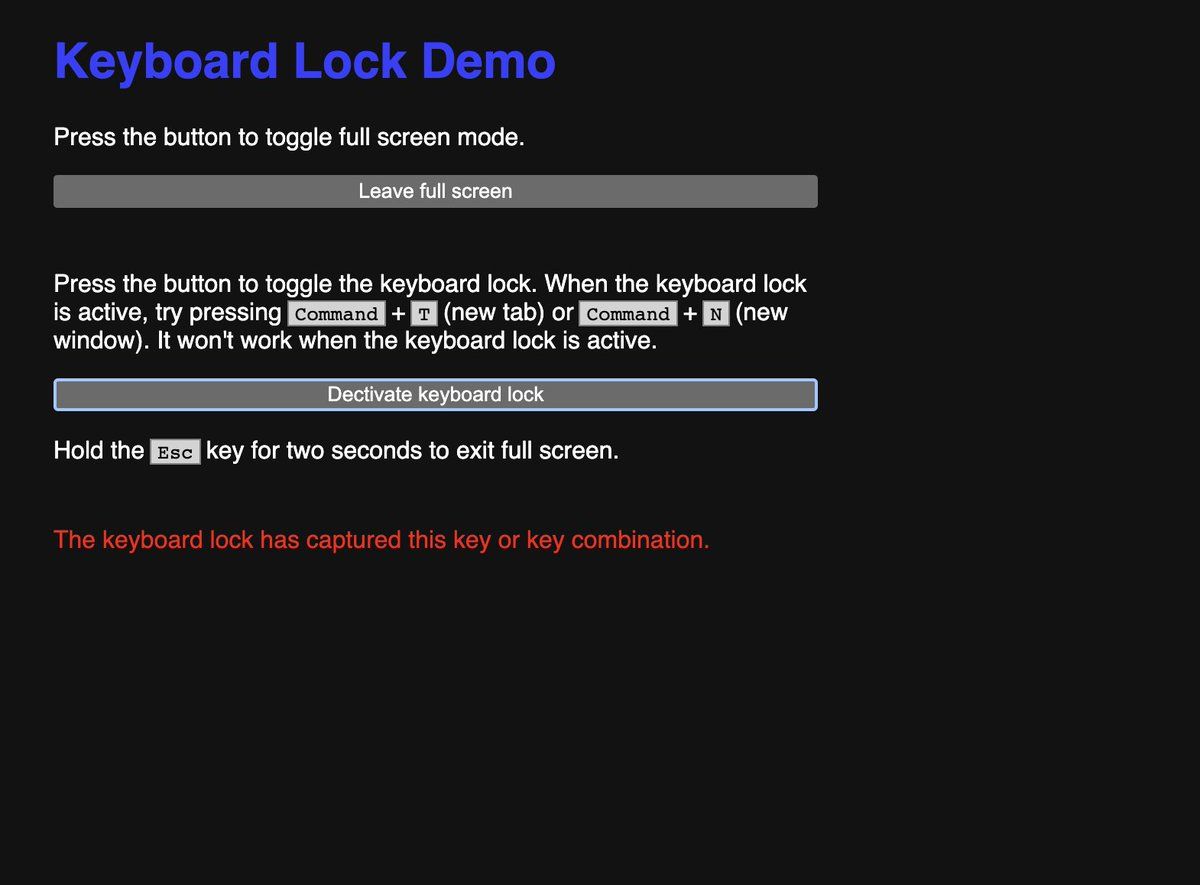 Keyboard Lock Demo
Press the button to toggle full screen mode.
Leave full screen
Press the button to toggle the keyboard lock. When the keyboard lock
is active, try pressing Command + T (new tab) or Command + N (new
window). It won't work when the keyboard lock is active.
Dectivate keyboard lock
Hold the Esc key for two seconds to exit full screen.
The keyboard lock has captured this key or key combination.